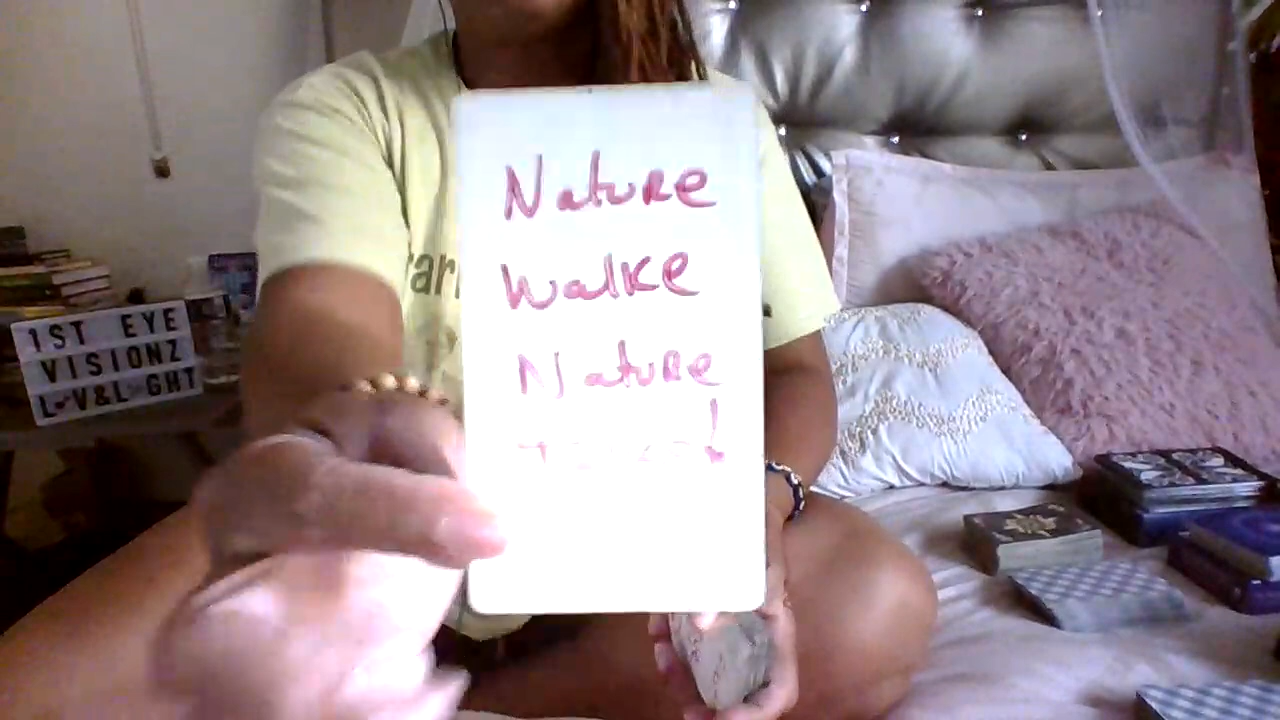 Nature
Walke
Nature
1ST EYE
VISIONZ
L♥V&L GHT